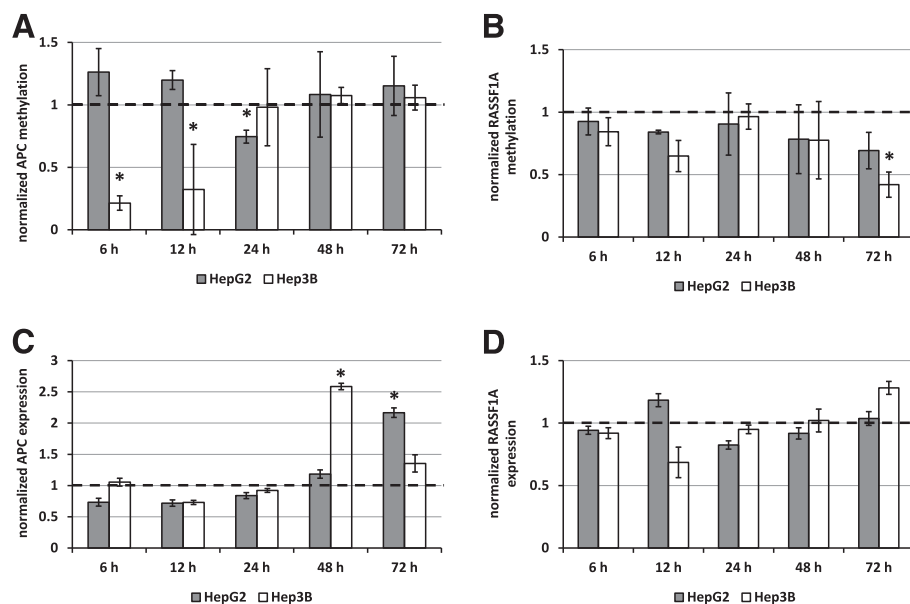 A
normalized APC methylation
1.5
1
0.5
0
*
*
*
6 h 12 h 24 h 48 h 72 h
HepG2 Hep3B
B
normalized RASSF1A
methylation
1.5
1
0.5
0
*
6 h 12 h 24 h 48 h 72 h
HepG2 Hep3B
C
normalized APC expression
3
2.5
2
1.5
1
0.5
0
*
*
6 h 12 h 24 h 48 h 72 h
HepG2 Hep3B
D
normalized RASSF1A
expression
1.5
1
0.5
0
6 h 12 h 24 h 48 h 72 h
HepG2 Hep3B